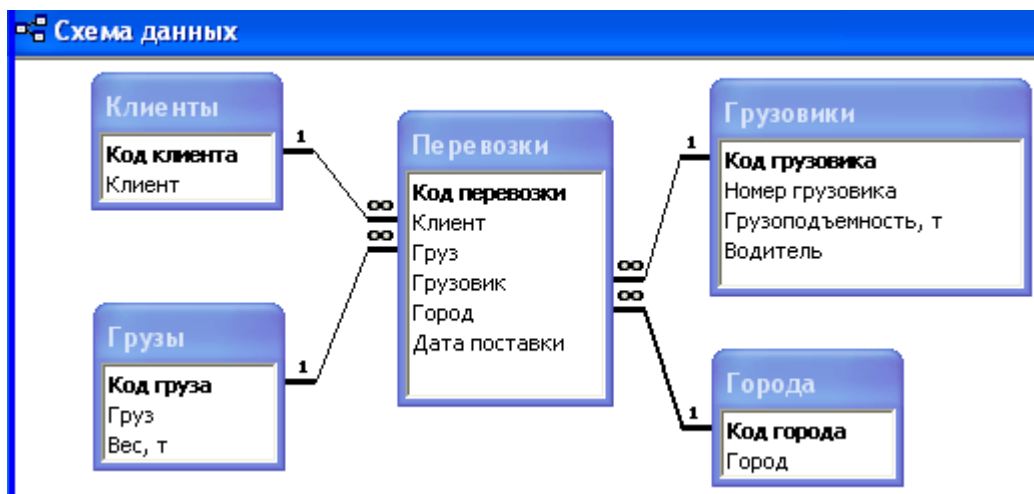 Схема данных
Клиенты
Код клиента
Клиент
1
∞
Перевозки
Код перевозки
Клиент
Груз
Грузовик
Город
Дата поставки
Грузовики
Код грузовика
Номер грузовика
Грузоподъемность, т
Водитель
1
∞
Грузы
Код груза
Груз
Вес, т
1
∞
Города
Код города
Город
1
∞